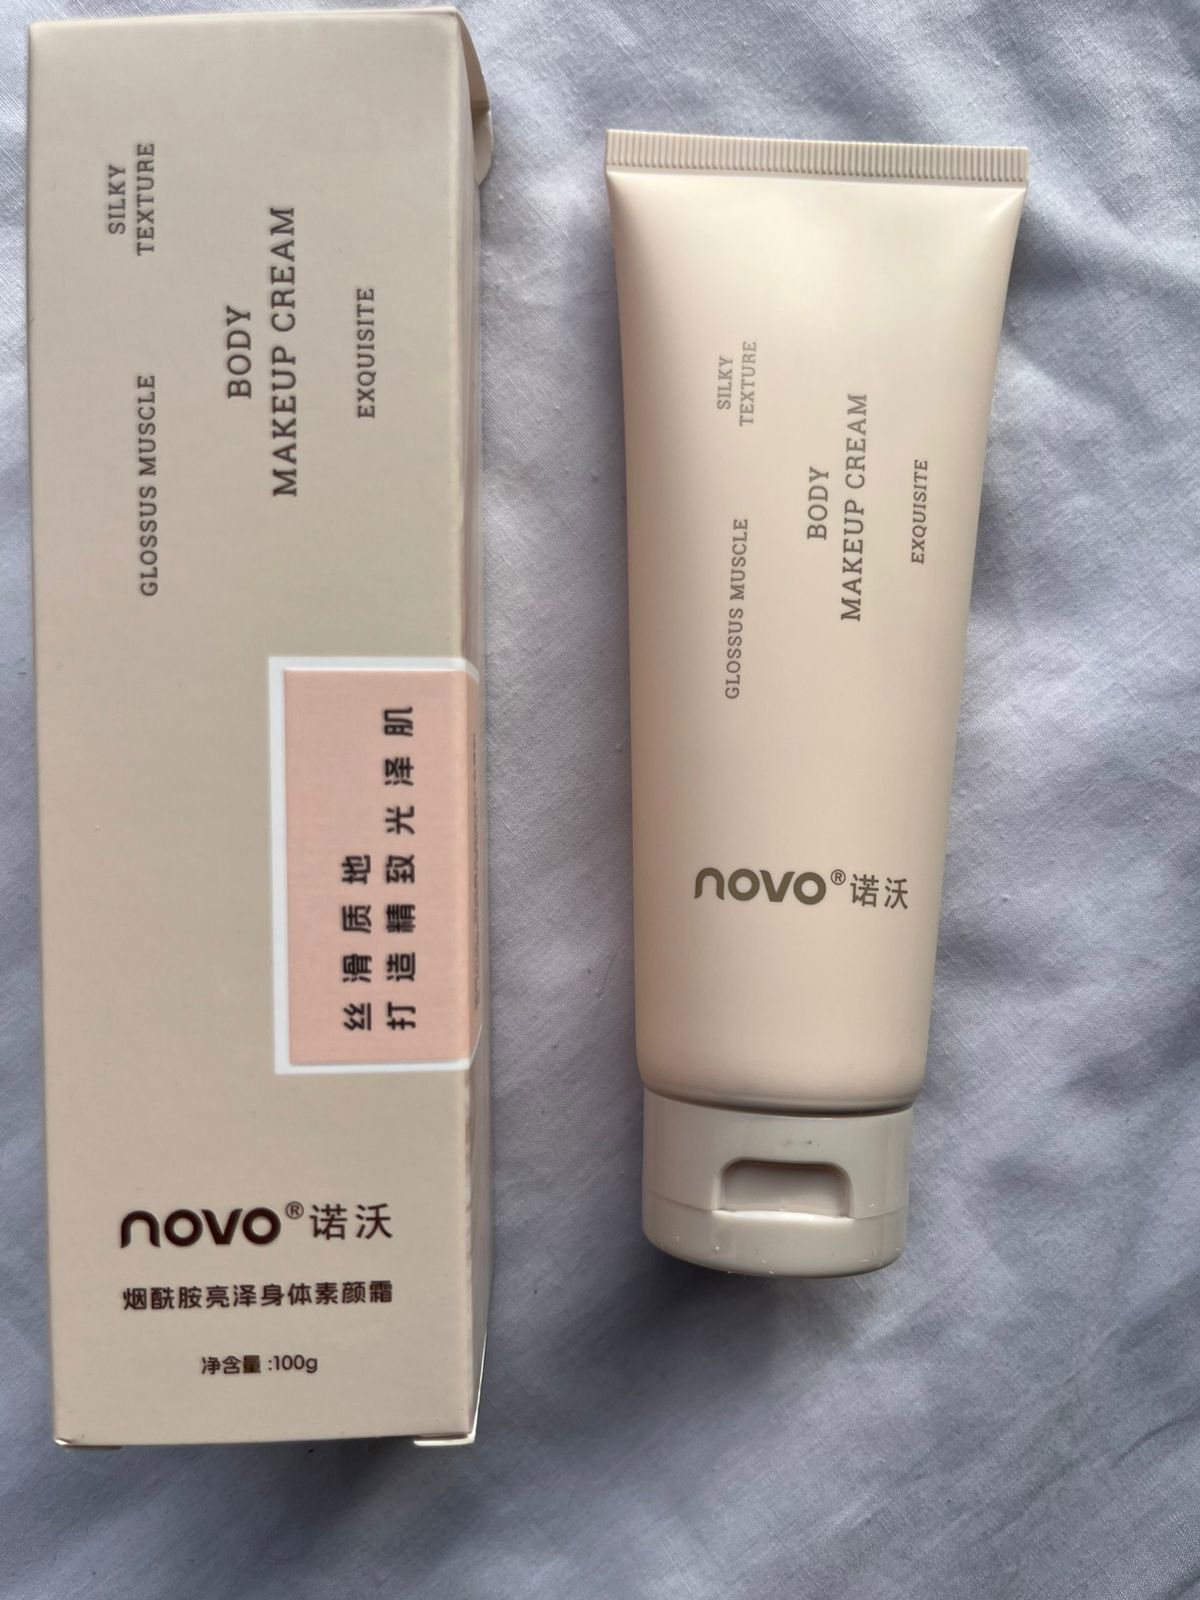 SILKY
TEXTURE
GLOSSUS MUSCLE
BODY
MAKEUP CREAM
EXQUISITE
丝滑质地
打造精致光泽肌
novo®诺沃
烟酰胺亮泽身体素颜霜
净含量:100g
SILKY
TEXTURE
GLOSSUS MUSCLE
BODY
MAKEUP CREAM
EXQUISITE
novo®诺沃